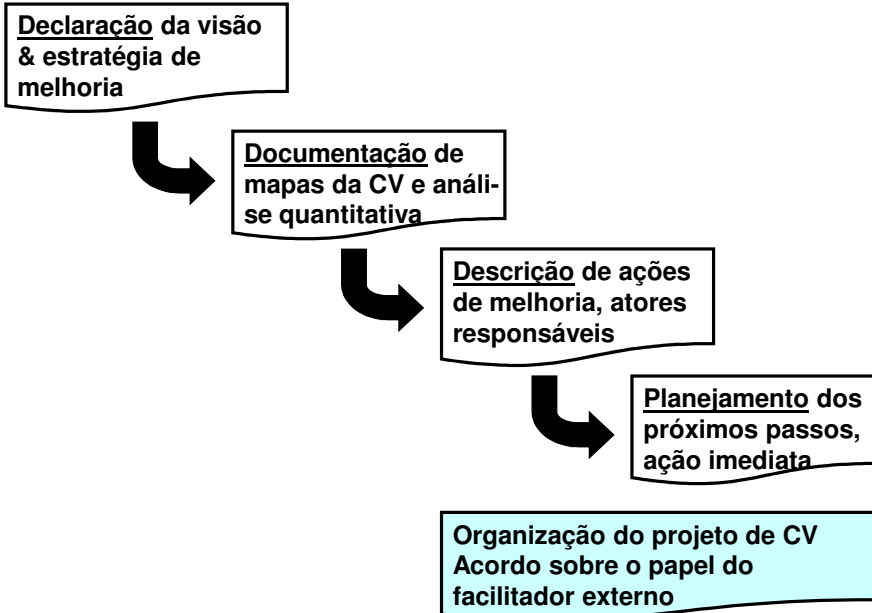 Declaração da visão
& estratégia de
melhoria
Documentação de
mapas da CV e análi-
se quantitativa
Descrição de ações
de melhoria, atores
responsáveis
Planejamento dos
próximos passos,
ação imediata
Organização do projeto de CV
Acordo sobre o papel do
facilitador externo